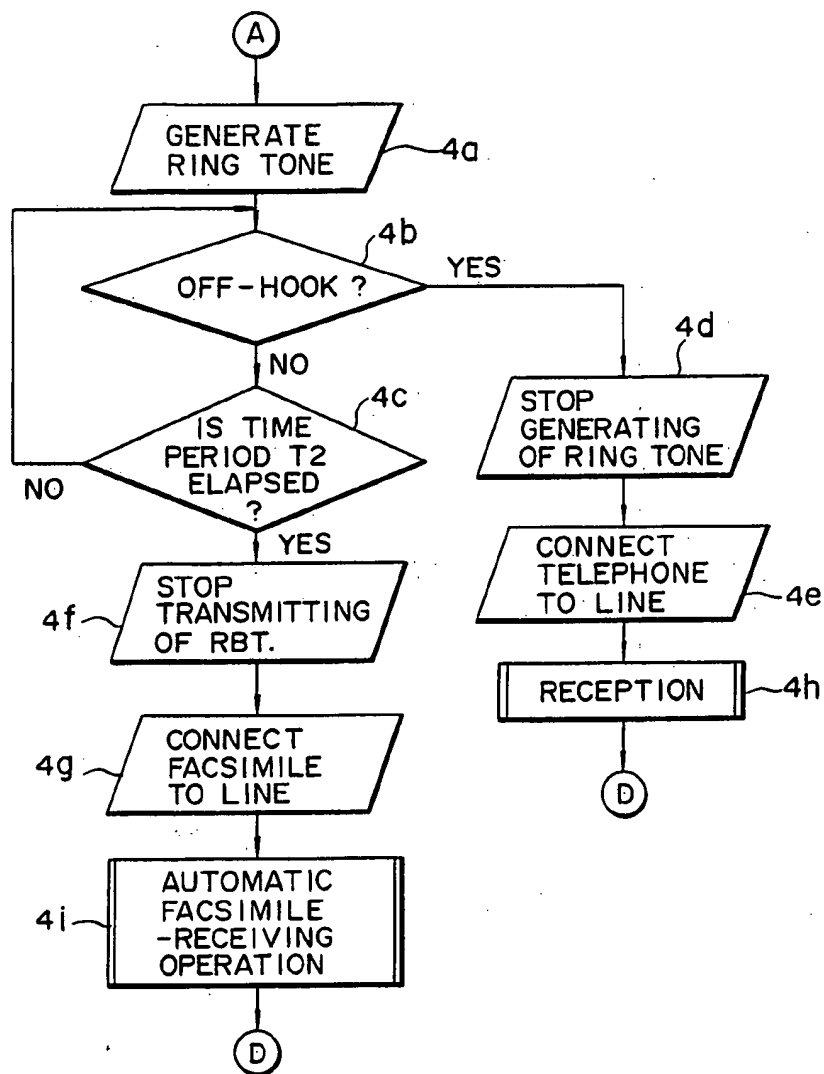 A
GENERATE
RING TONE
4a
4b
OFF-HOOK ?
YES
NO
4c
IS TIME
PERIOD T2
ELAPSED
?
NO
YES
4d
STOP
GENERATING
OF RING TONE
CONNECT
TELEPHONE
TO LINE
4e
RECEPTION
4h
D
4f
STOP
TRANSMITTING
OF RBT.
4g
CONNECT
FACSIMILE
TO LINE
4i
AUTOMATIC
FACSIMILE
-RECEIVING
OPERATION
D